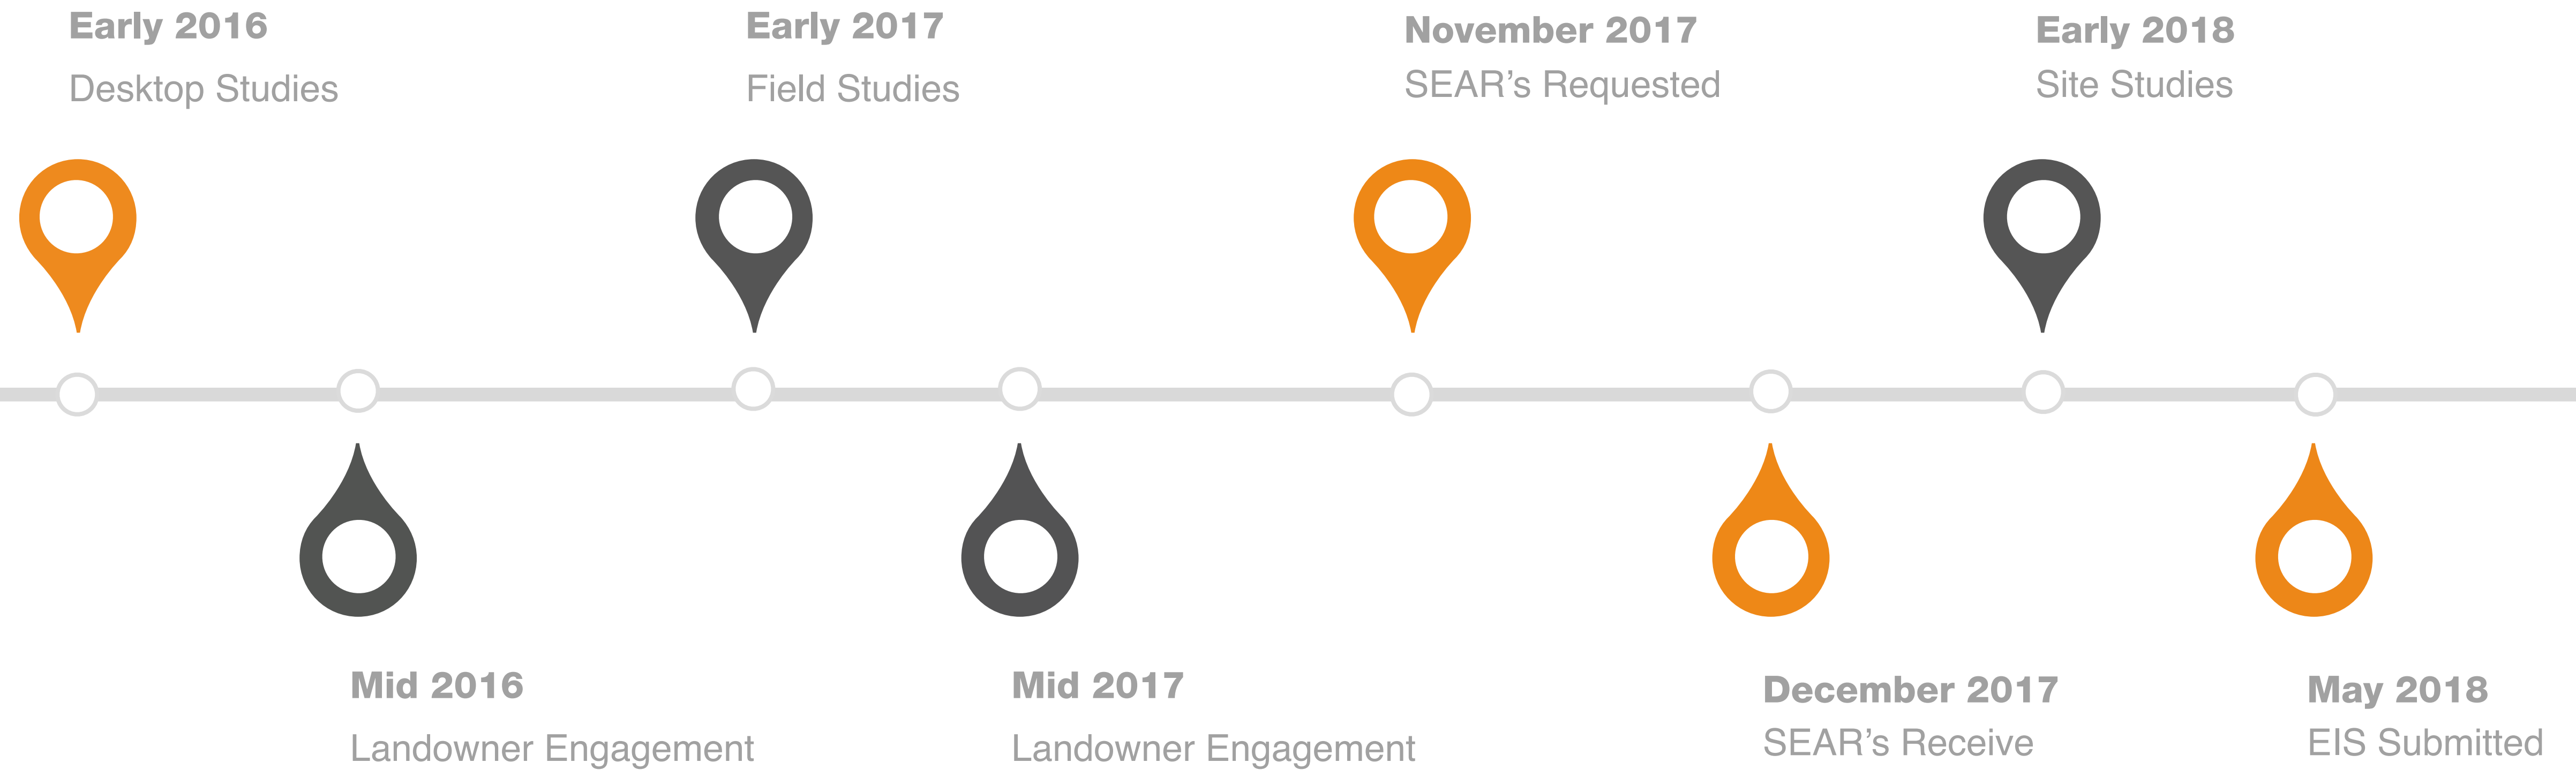 Early 2016
Desktop Studies
Early 2017
Field Studies
November 2017
SEAR’s Requested
Early 2018
Site Studies
Mid 2016
Landowner Engagement
Mid 2017
Landowner Engagement
December 2017
SEAR’s Receive
May 2018
EIS Submitted